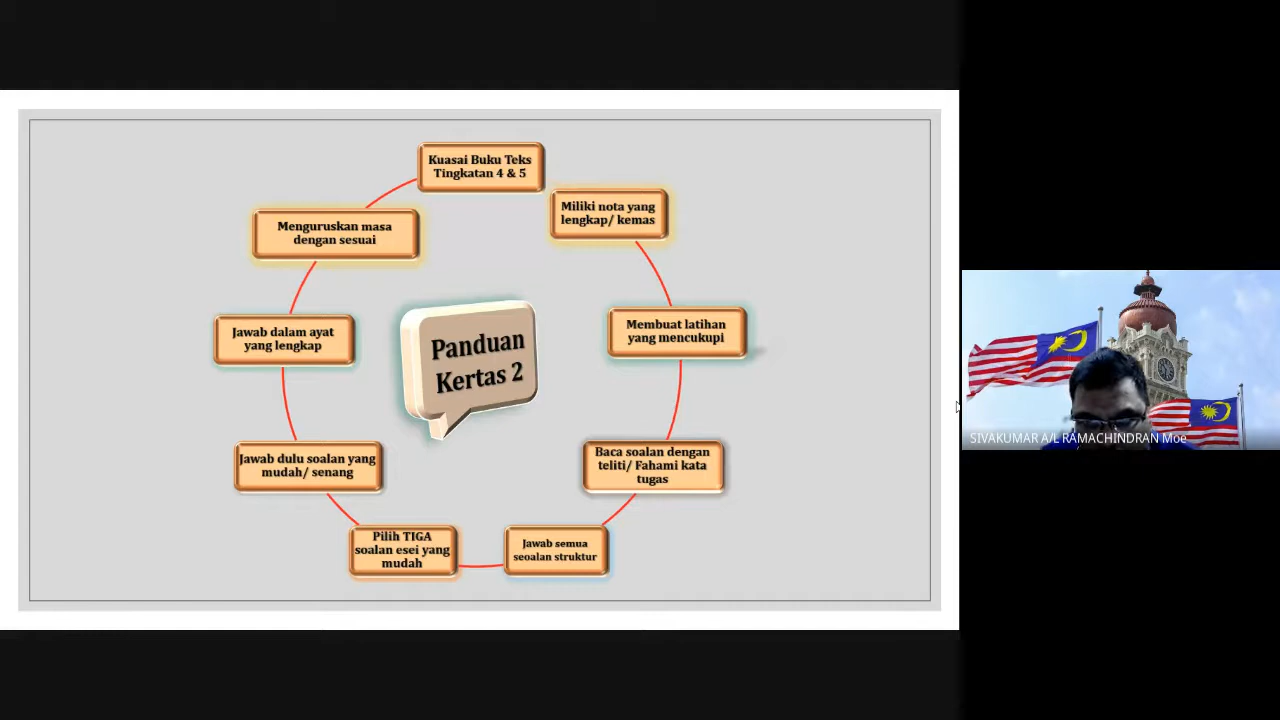 Kuasai Buku Teks
Tingkatan 4 & 5
Miliki nota yang
lengkap/ kemas
Membuat latihan
yang mencukupi
Baca soalan dengan
teliti/ Fahami kata
tugas
Jawab semua
seoalan struktur
Pilih TIGA
soalan esei yang
mudah
Jawab dulu soalan yang
mudah/ senang
Jawab dalam ayat
yang lengkap
Menguruskan masa
dengan sesuai
Panduan
Kertas 2
SIVAKUMAR A/L RAMACHINDRAN Moe